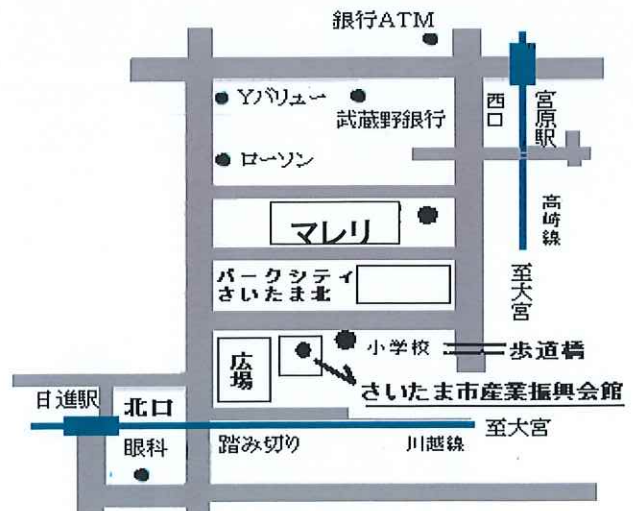 銀行ATM
Yバリュー
武蔵野銀行
西口
宮原駅
ローソン
高崎線
マレリ
至大宮
パークシティ
さいたま北
広場
小学校
歩道橋
さいたま市産業振興会館
日進駅
北口
至大宮
眼科
踏み切り
川越線